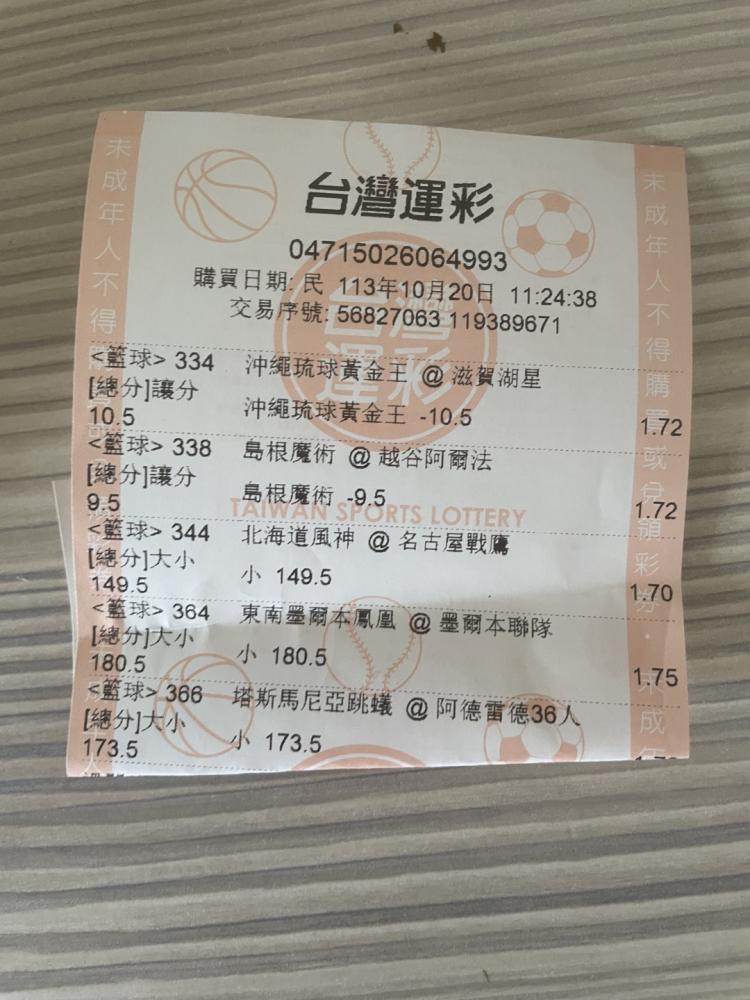 台灣運彩
04715026064993
購買日期: 民 113年10月20日 11:24:38
交易序號: 56827063 119389671
<籃球> 334 沖繩琉球黃金王 @ 滋賀湖星
[總分]讓分
10.5 沖繩琉球黃金王 -10.5 1.72
<籃球> 338 島根魔術 @ 越谷阿爾法
[總分]讓分
9.5 島根魔術 -9.5 1.72
TAIWAN SPORTS LOTTERY
<籃球> 344 北海道風神 @ 名古屋戰鷹
[總分]大小
149.5 小 149.5 1.70
<籃球> 364 東南墨爾本鳳凰 @ 墨爾本聯隊
[總分]大小
180.5 小 180.5 1.75
<籃球> 366 塔斯馬尼亞跳蟻 @ 阿德雷德36人
[總分]大小
173.5 小 173.5
未成年人不得
未成年人不得購買或兌領彩券
未成年
台灣運彩